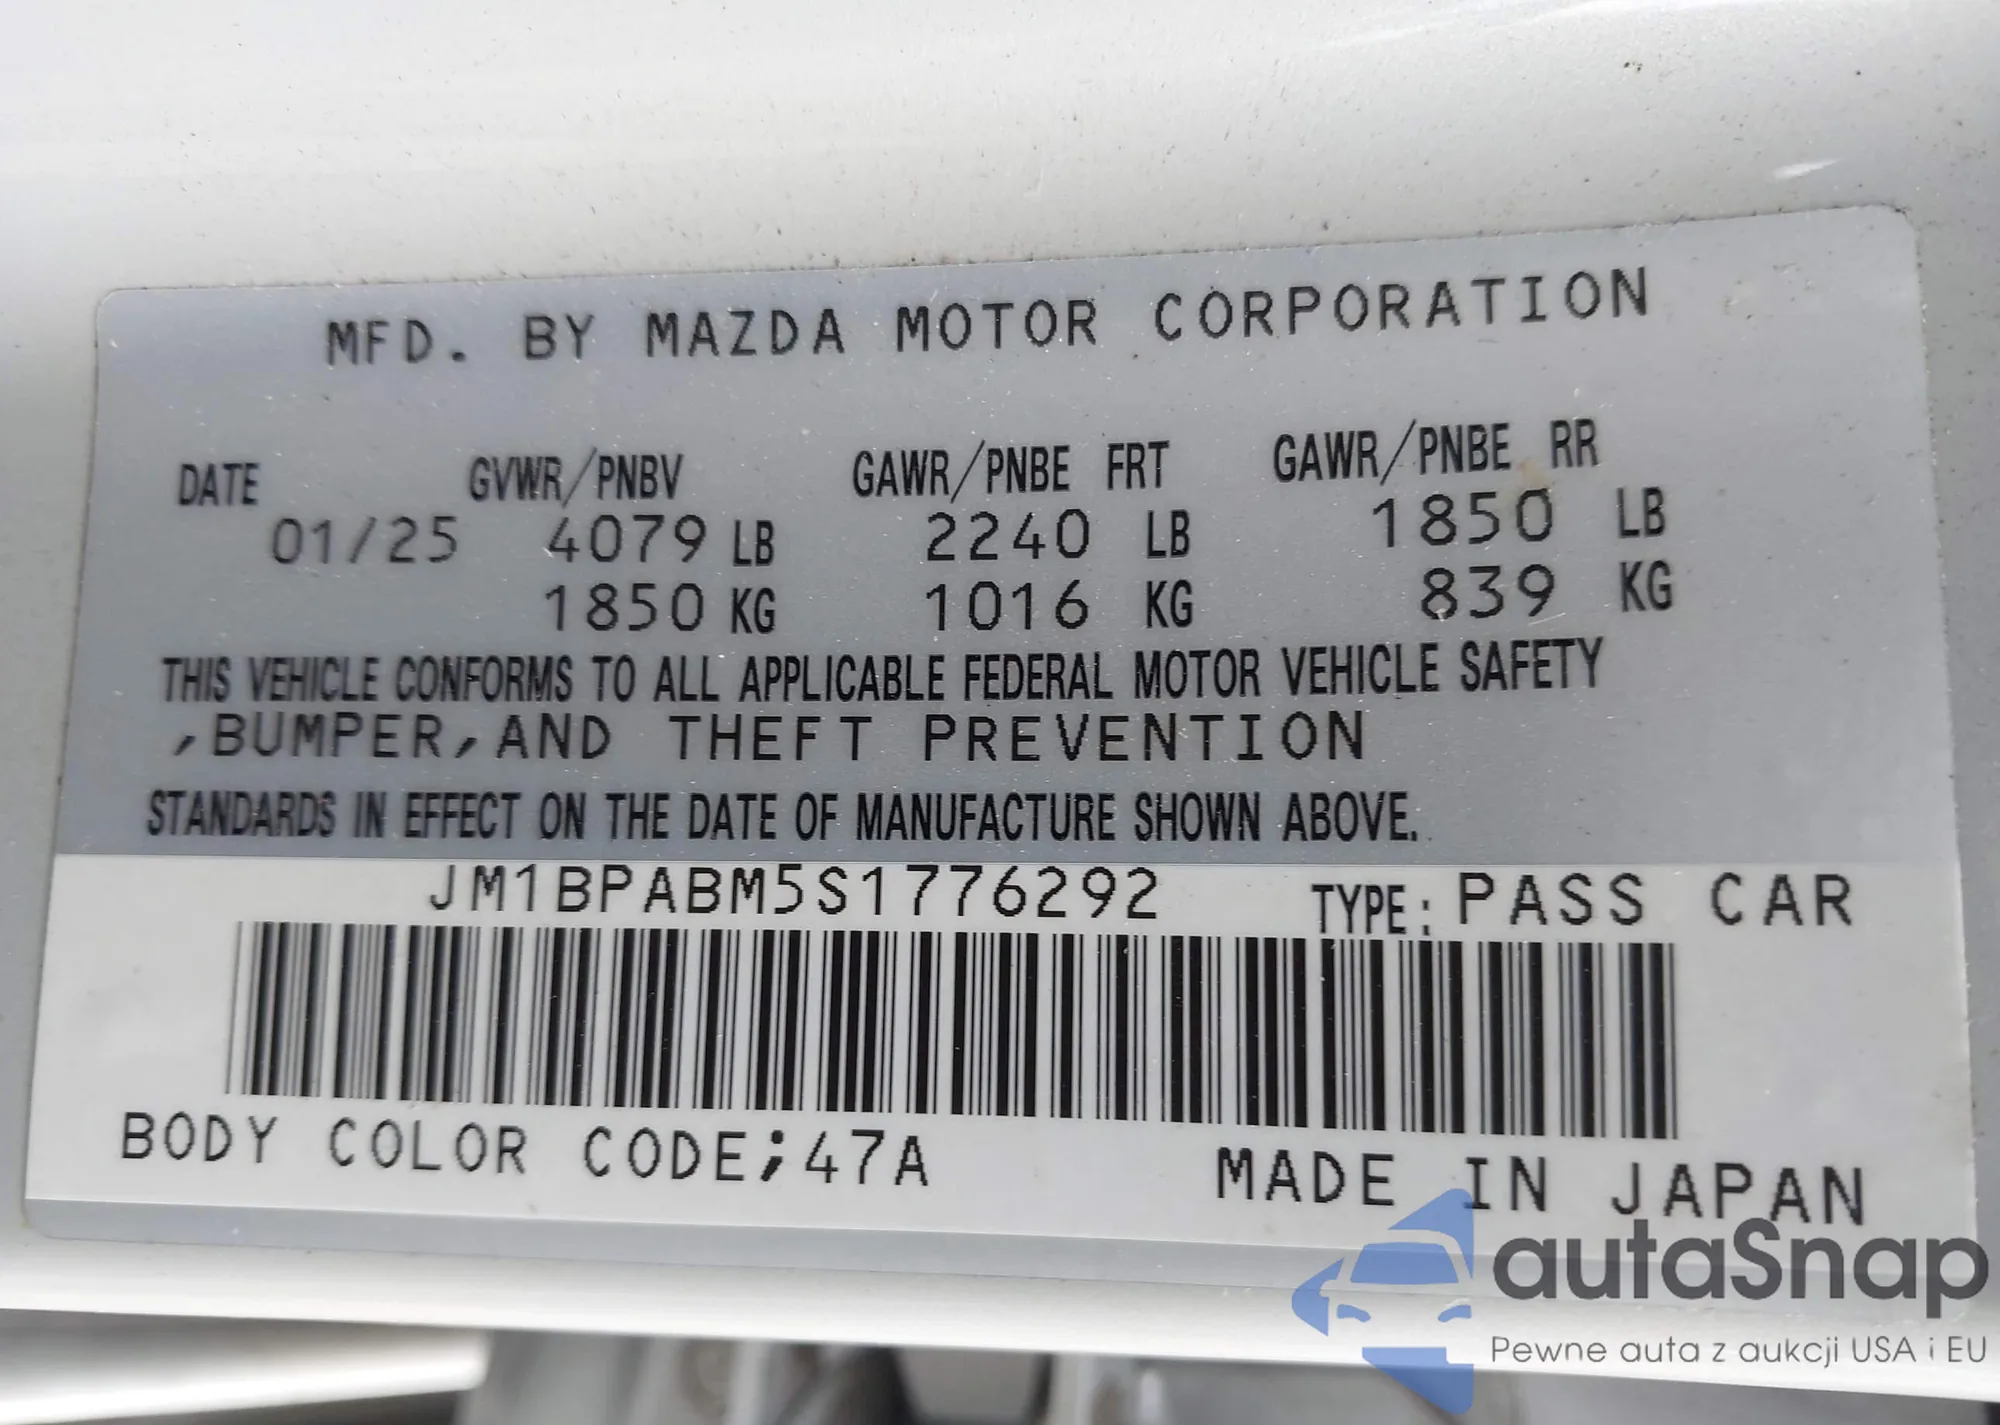 MFD. BY MAZDA MOTOR CORPORATION
DATE GVWR/PNBV GAWR/PNBE FRT GAWR/PNBE RR
01/25 4079 LB 2240 LB 1850 LB
1850 KG 1016 KG 839 KG
THIS VEHICLE CONFORMS TO ALL APPLICABLE FEDERAL MOTOR VEHICLE SAFETY
,BUMPER,AND THEFT PREVENTION
STANDARDS IN EFFECT ON THE DATE OF MANUFACTURE SHOWN ABOVE.
JM1BPABM5S1776292 TYPE: PASS CAR
BODY COLOR CODE;47A MADE IN JAPAN
autaSnap
Pewne auta z aukcji USA i EU